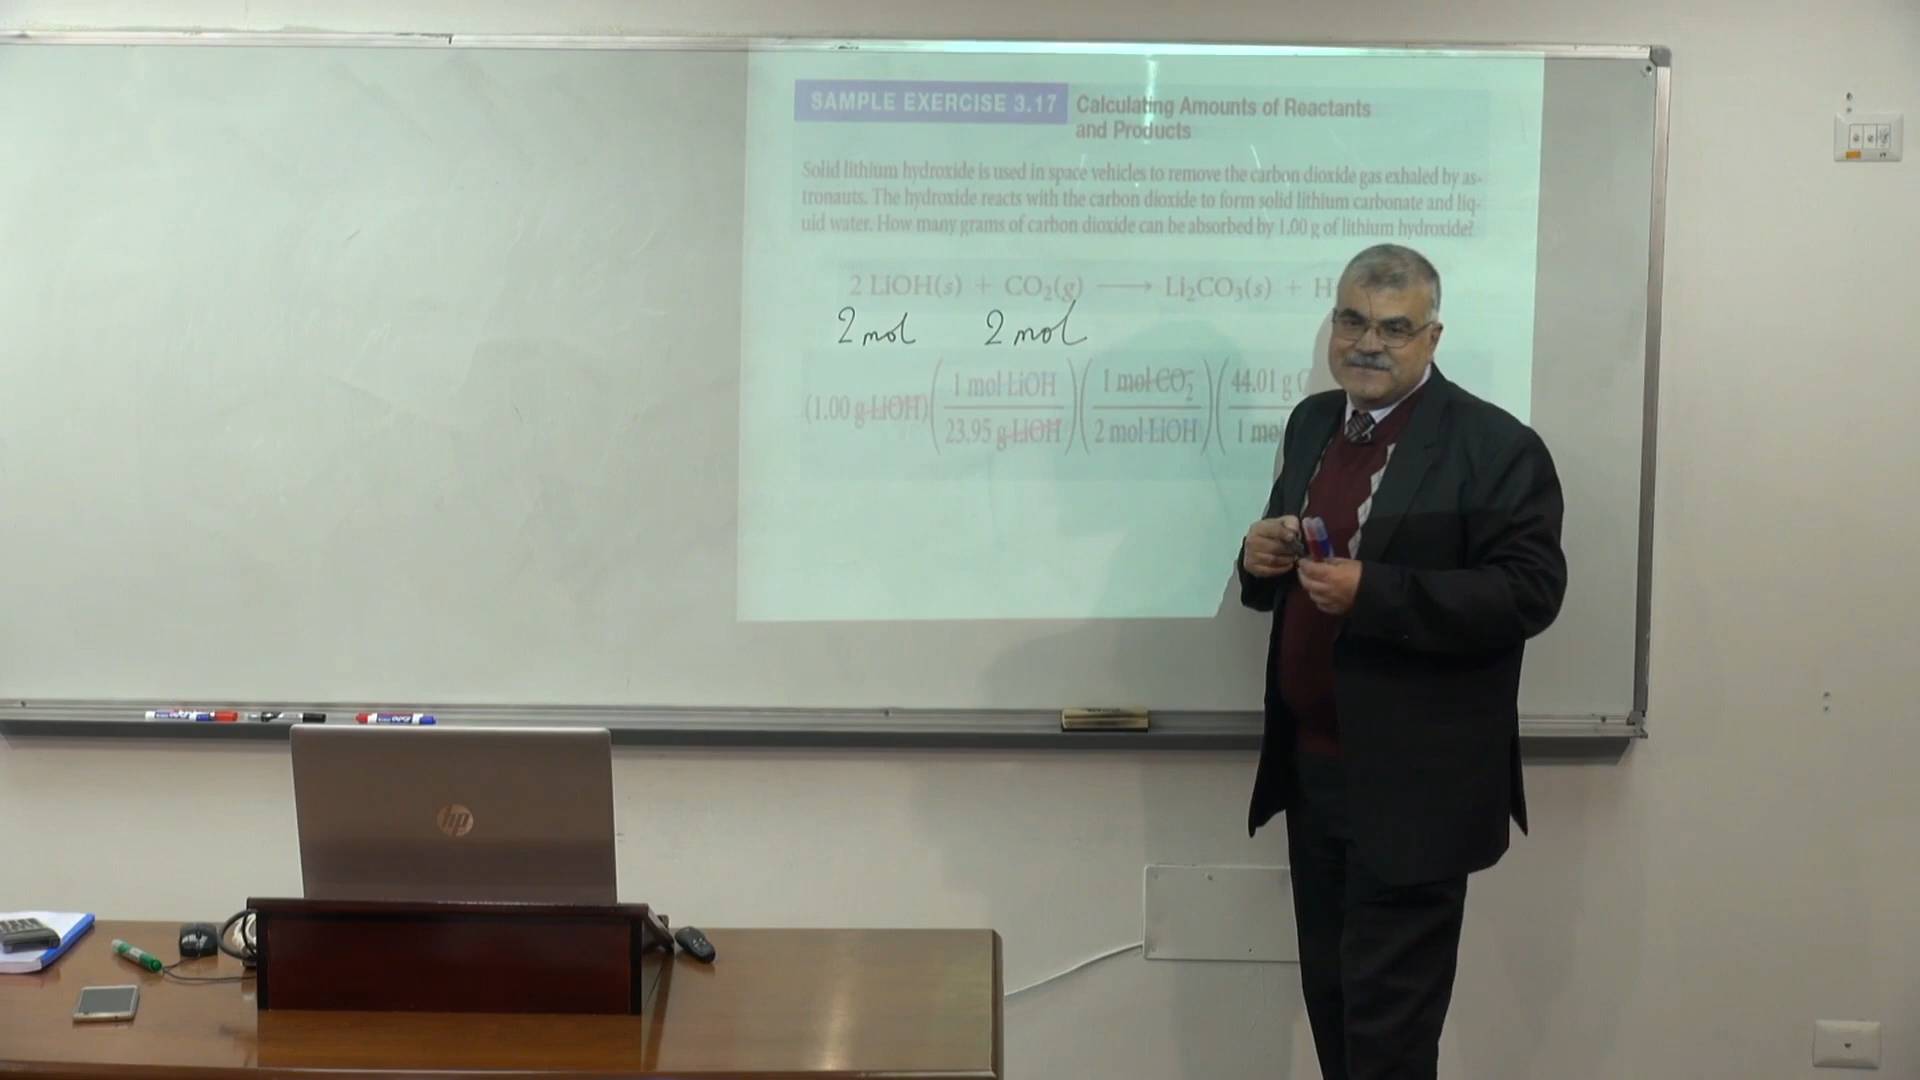 SAMPLE EXERCISE 3.17 Calculating Amounts of Reactants
and Products
Solid lithium hydroxide is used in space vehicles to remove the carbon dioxide gas exhaled by as-
tronauts. The hydroxide reacts with the carbon dioxide to form solid lithium carbonate and liq-
uid water. How many grams of carbon dioxide can be absorbed by 1.00 g of lithium hydroxide?
2 LiOH(s) + CO₂(g) ⟶ Li₂CO₃(s) + H
2 mol 2 mol
(1.00 g LiOH)(1 mol LiOH / 23.95 g LiOH)(1 mol CO₂ / 2 mol LiOH)(44.01 g / 1 mol
hp